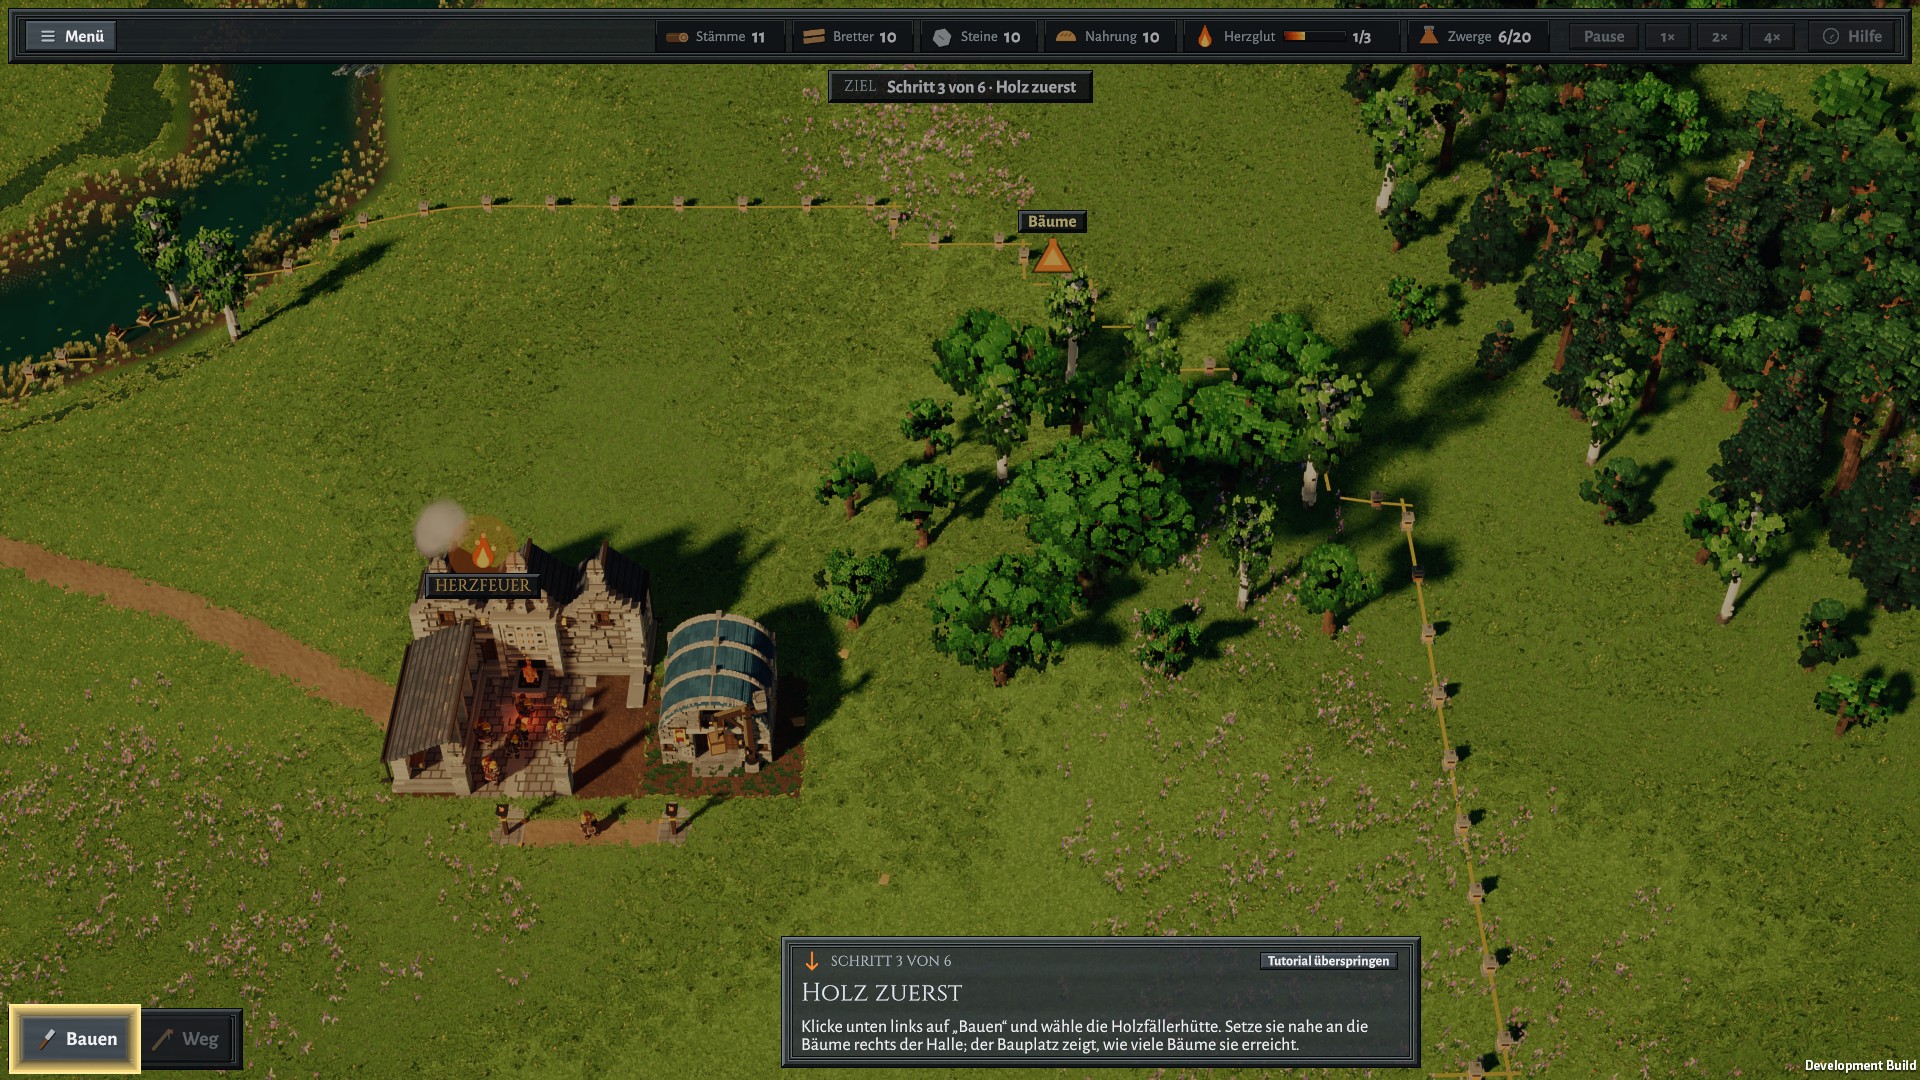 Menü
Stämme 11
Bretter 10
Steine 10
Nahrung 10
Herzglut 1/3
Zwerge 6/20
Pause
1×
2×
4×
Hilfe
ZIEL Schritt 3 von 6 · Holz zuerst
Bäume
HERZFEUER
SCHRITT 3 VON 6
Tutorial überspringen
HOLZ ZUERST
Klicke unten links auf „Bauen“ und wähle die Holzfällerhütte. Setze sie nahe an die
Bäume rechts der Halle; der Bauplatz zeigt, wie viele Bäume sie erreicht.
Bauen
Weg
Development Build